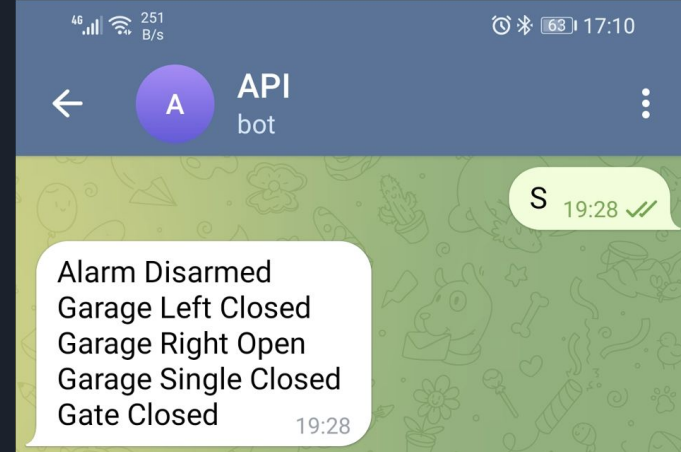 46 251 B/s 63 17:10
A API
bot
S 19:28
Alarm Disarmed
Garage Left Closed
Garage Right Open
Garage Single Closed
Gate Closed 19:28